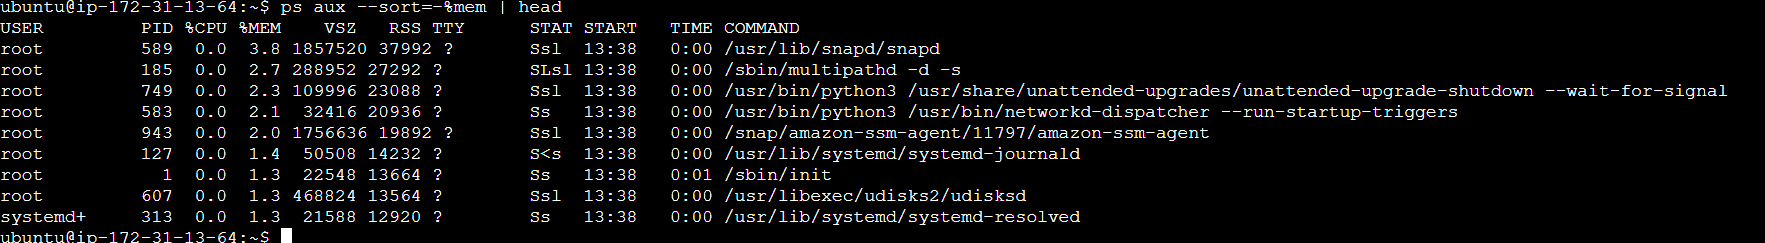 ubuntu@ip-172-31-13-64:~$ ps aux --sort=-%mem | head
USER         PID %CPU %MEM    VSZ   RSS TTY      STAT START   TIME COMMAND
root         589  0.0  3.8 1857520 37992 ?       Ssl  13:38   0:00 /usr/lib/snapd/snapd
root         185  0.0  2.7 288952 27292 ?        SLsl 13:38   0:00 /sbin/multipathd -d -s
root         749  0.0  2.3 109996 23088 ?        Ssl  13:38   0:00 /usr/bin/python3 /usr/share/unattended-upgrades/unattended-upgrade-shutdown --wait-for-signal
root         583  0.0  2.1  32416 20936 ?        Ss   13:38   0:00 /usr/bin/python3 /usr/bin/networkd-dispatcher --run-startup-triggers
root         943  0.0  2.0 1756636 19892 ?       Ssl  13:38   0:00 /snap/amazon-ssm-agent/11797/amazon-ssm-agent
root         127  0.0  1.4  50508 14232 ?        S<s  13:38   0:00 /usr/lib/systemd/systemd-journald
root           1  0.0  1.3  22548 13664 ?        Ss   13:38   0:01 /sbin/init
root         607  0.0  1.3 468824 13564 ?        Ssl  13:38   0:00 /usr/libexec/udisks2/udisksd
systemd+     313  0.0  1.3  21588 12920 ?        Ss   13:38   0:00 /usr/lib/systemd/systemd-resolved
ubuntu@ip-172-31-13-64:~$